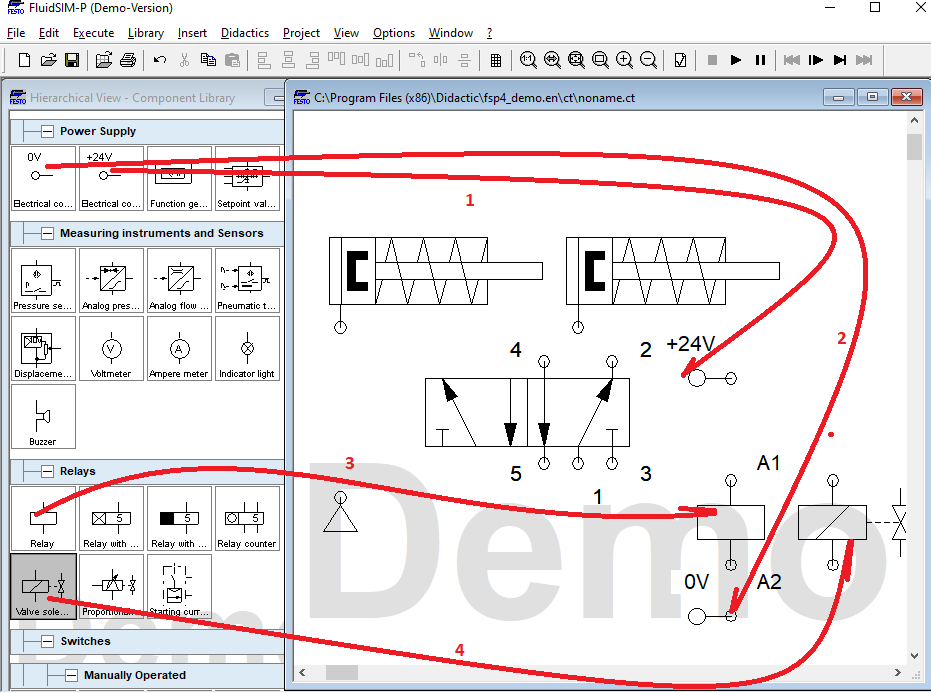 FluidSIM-P (Demo-Version)
File Edit Execute Library Insert Didactics Project View Options Window ?
FESTO Hierarchical View - Component Library
FESTO C:\Program Files (x86)\Didactic\fsp4_demo.en\ct\noname.ct
Power Supply
0V +24V
Electrical co... Electrical co... Function ge... Setpoint val...
Measuring instruments and Sensors
Pressure se... Analog pres... Analog flow ... Pneumatic t...
Displaceme... Voltmeter Ampere meter Indicator light
V A
Buzzer
Relays
5 5 5
Relay Relay with ... Relay with ... Relay counter
Valve sole... Proportional... Starting curr...
Switches
Manually Operated
1
2
3
4
4 2 +24V
5 1 3
A1
0V A2
Demo
Demo